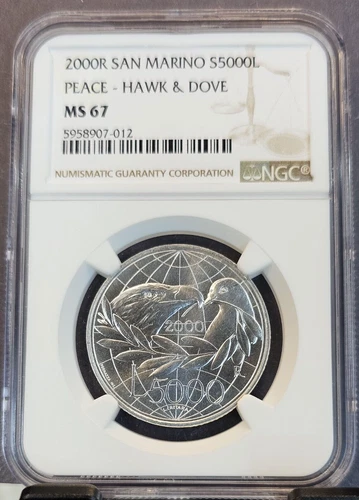 2000R SAN MARINO S5000L
PEACE - HAWK & DOVE
MS 67
5958907-012
NUMISMATIC GUARANTY CORPORATION
NGC®
2000
R
L.5000